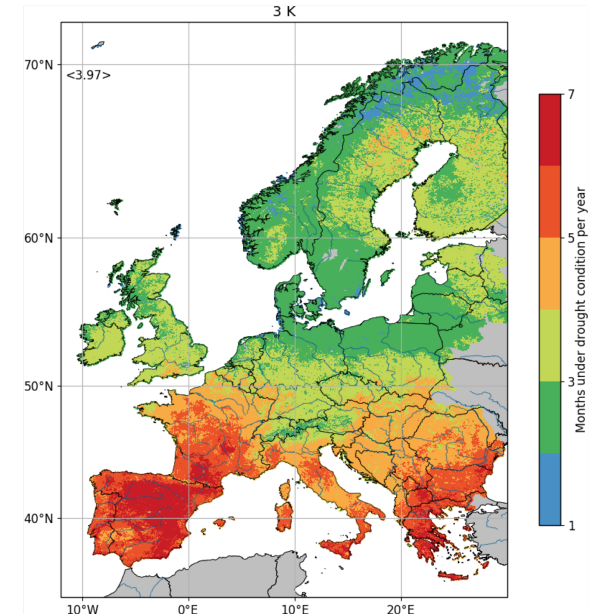 3 K
70°N
<3.97>
60°N
50°N
40°N
10°W
0°E
10°E
20°E
7
5
3
1
Months under drought condition per year